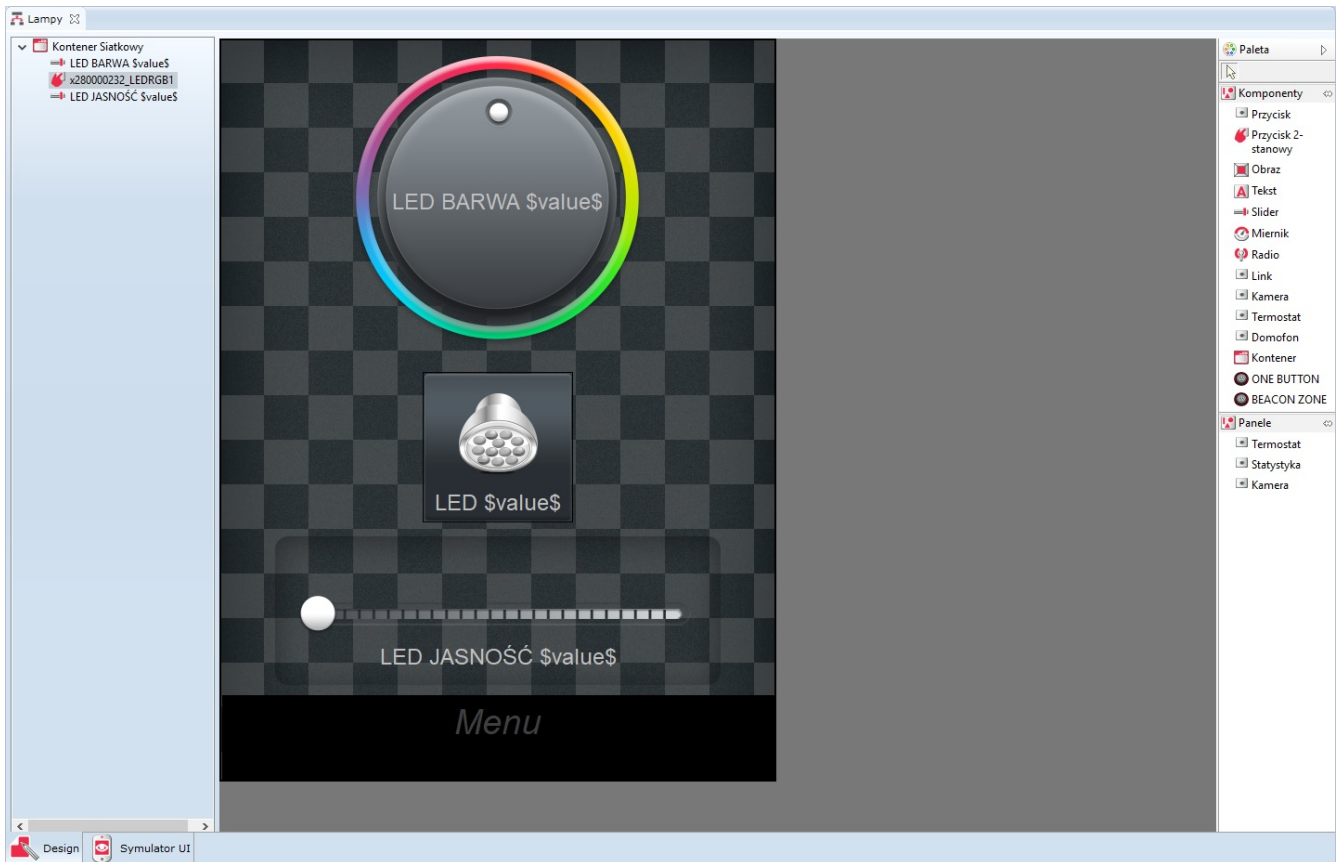 Lampy
Kontener Siatkowy
LED BARWA $value$
x280000232_LEDRGB1
LED JASNOŚĆ $value$
LED BARWA $value$
LED $value$
LED JASNOŚĆ $value$
Menu
Paleta
Komponenty
Przycisk
Przycisk 2-
stanowy
Obraz
Tekst
Slider
Miernik
Radio
Link
Kamera
Termostat
Domofon
Kontener
ONE BUTTON
BEACON ZONE
Panele
Termostat
Statystyka
Kamera
Design
Symulator UI